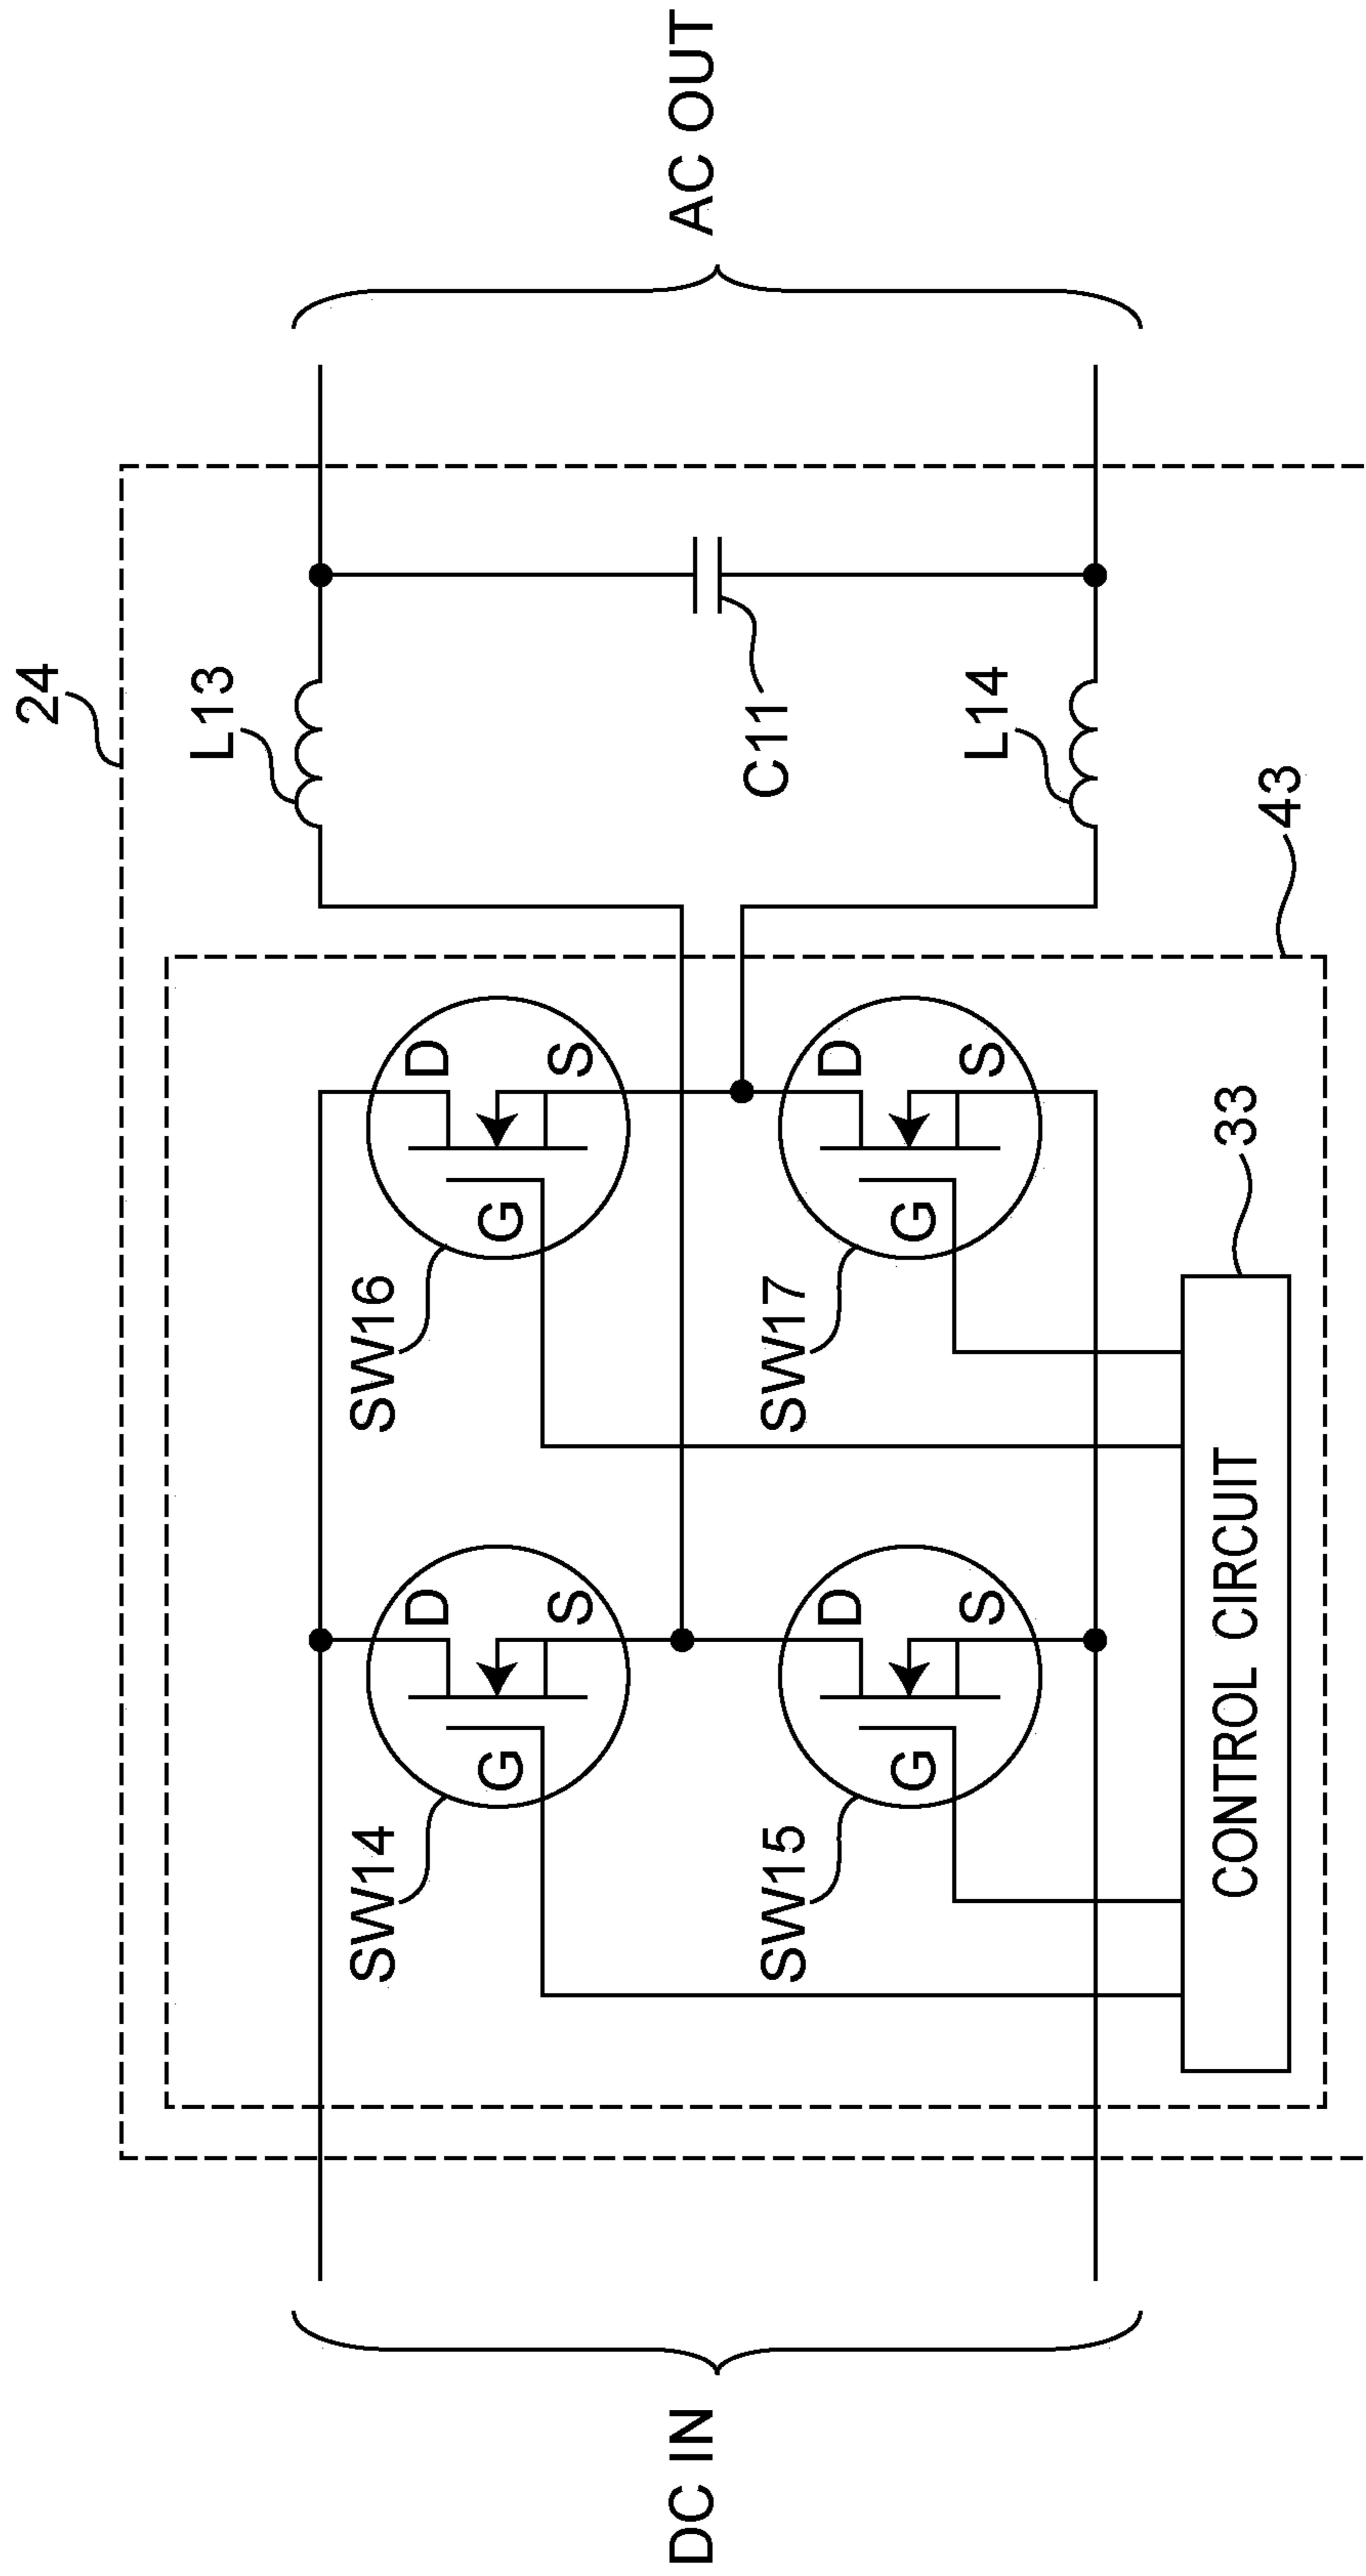 24
L13
AC OUT
C11
L14
43
SW16
D
S
G
SW14
D
S
G
SW17
D
S
G
SW15
D
S
G
33
CONTROL CIRCUIT
DC IN